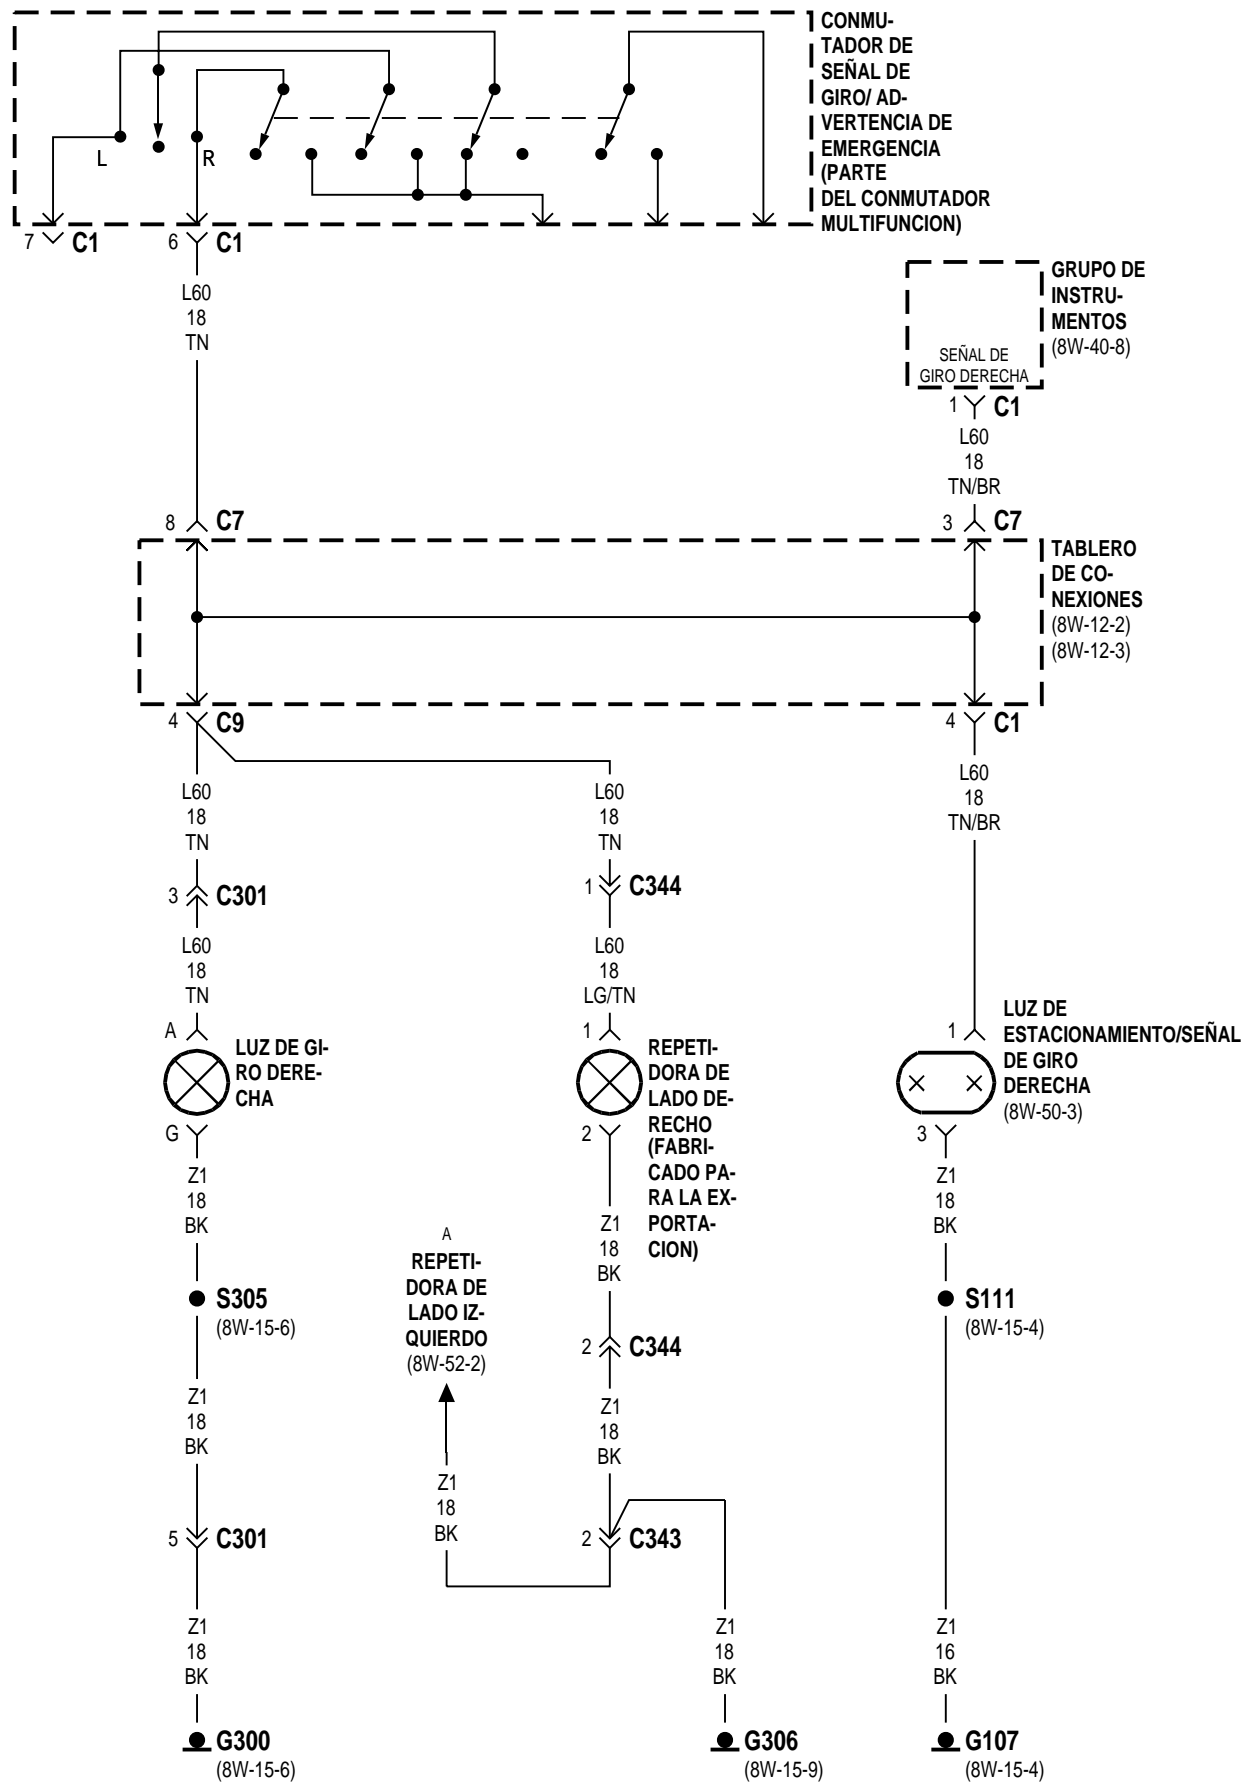 CONMU-
TADOR DE
SEÑAL DE
GIRO/ AD-
VERTENCIA DE
EMERGENCIA
(PARTE
DEL CONMUTADOR
MULTIFUNCION)
L
R
7 C1
6 C1
L60
18
TN
GRUPO DE
INSTRU-
MENTOS
(8W-40-8)
SEÑAL DE
GIRO DERECHA
1 C1
L60
18
TN/BR
8 C7
3 C7
TABLERO
DE CO-
NEXIONES
(8W-12-2)
(8W-12-3)
4 C9
4 C1
L60
18
TN
L60
18
TN
L60
18
TN/BR
3 C301
1 C344
L60
18
TN
L60
18
LG/TN
A
LUZ DE GI-
RO DERE-
CHA
G
1
REPETI-
DORA DE
LADO DE-
RECHO
(FABRI-
CADO PA-
RA LA EX-
PORTA-
CION)
2
1
LUZ DE
ESTACIONAMIENTO/SEÑAL
DE GIRO
DERECHA
(8W-50-3)
3
Z1
18
BK
Z1
18
BK
Z1
18
BK
A
REPETI-
DORA DE
LADO IZ-
QUIERDO
(8W-52-2)
S305
(8W-15-6)
2 C344
S111
(8W-15-4)
Z1
18
BK
Z1
18
BK
Z1
18
BK
5 C301
2 C343
Z1
18
BK
Z1
18
BK
Z1
16
BK
G300
(8W-15-6)
G306
(8W-15-9)
G107
(8W-15-4)